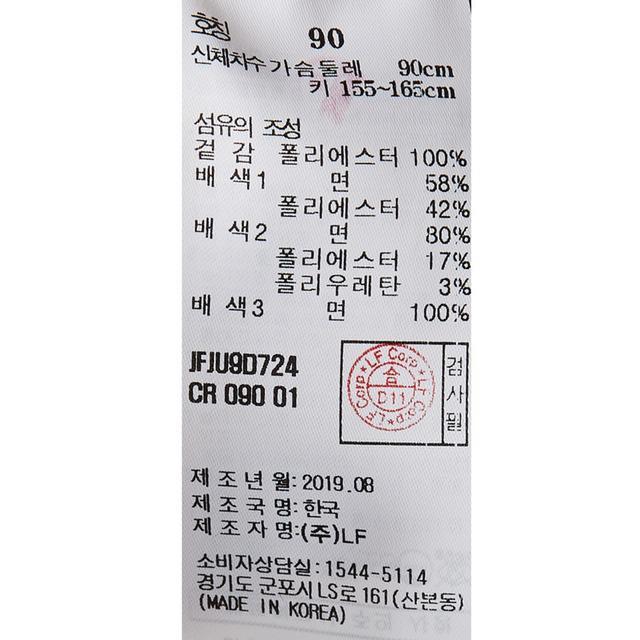 호칭 90
신체치수 가슴둘레 90cm
키 155~165cm
섬유의 조성
겉 감 폴리에스터 100%
배 색1 면 58%
폴리에스터 42%
배 색2 면 80%
폴리에스터 17%
폴리우레탄 3%
배 색3 면 100%
JFJU9D724
CR 090 01
LF Corp * LF Corp * LF Corp *
合
D11
검사필
제 조 년 월: 2019.08
제 조 국 명: 한국
제 조 자 명: (주)LF
소비자상담실: 1544-5114
경기도 군포시 LS로 161 (산본동)
(MADE IN KOREA)